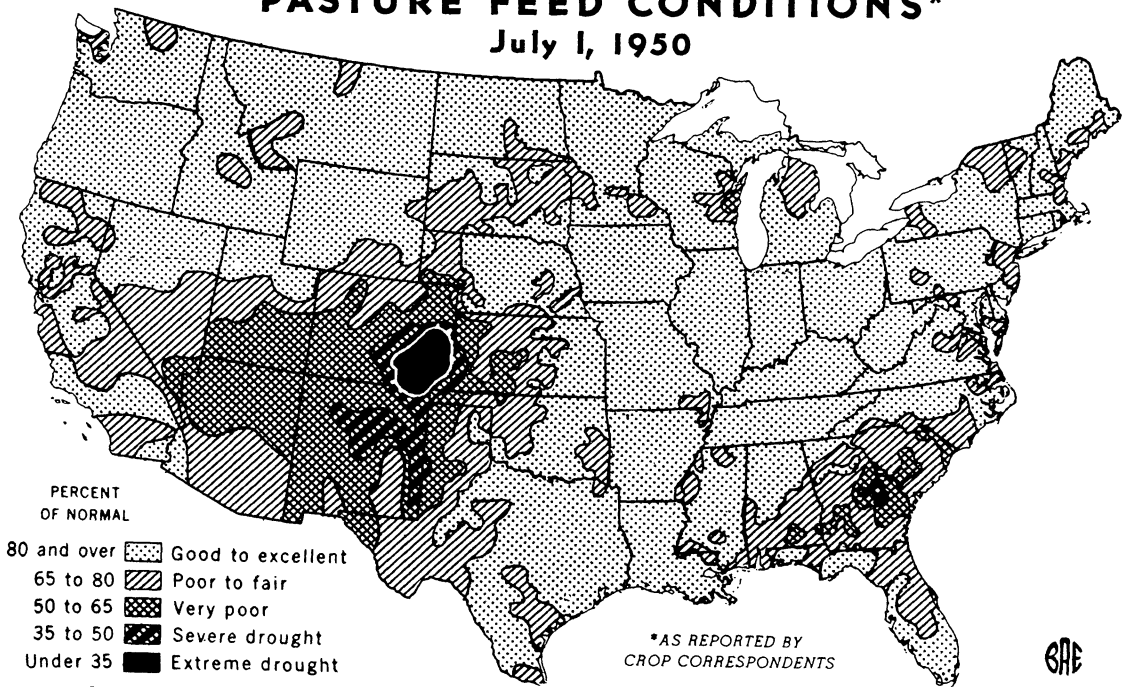 PASTURE FEED CONDITIONS*
July 1, 1950
PERCENT
OF NORMAL
80 and over Good to excellent
65 to 80 Poor to fair
50 to 65 Very poor
35 to 50 Severe drought
Under 35 Extreme drought
*AS REPORTED BY
CROP CORRESPONDENTS
BAE